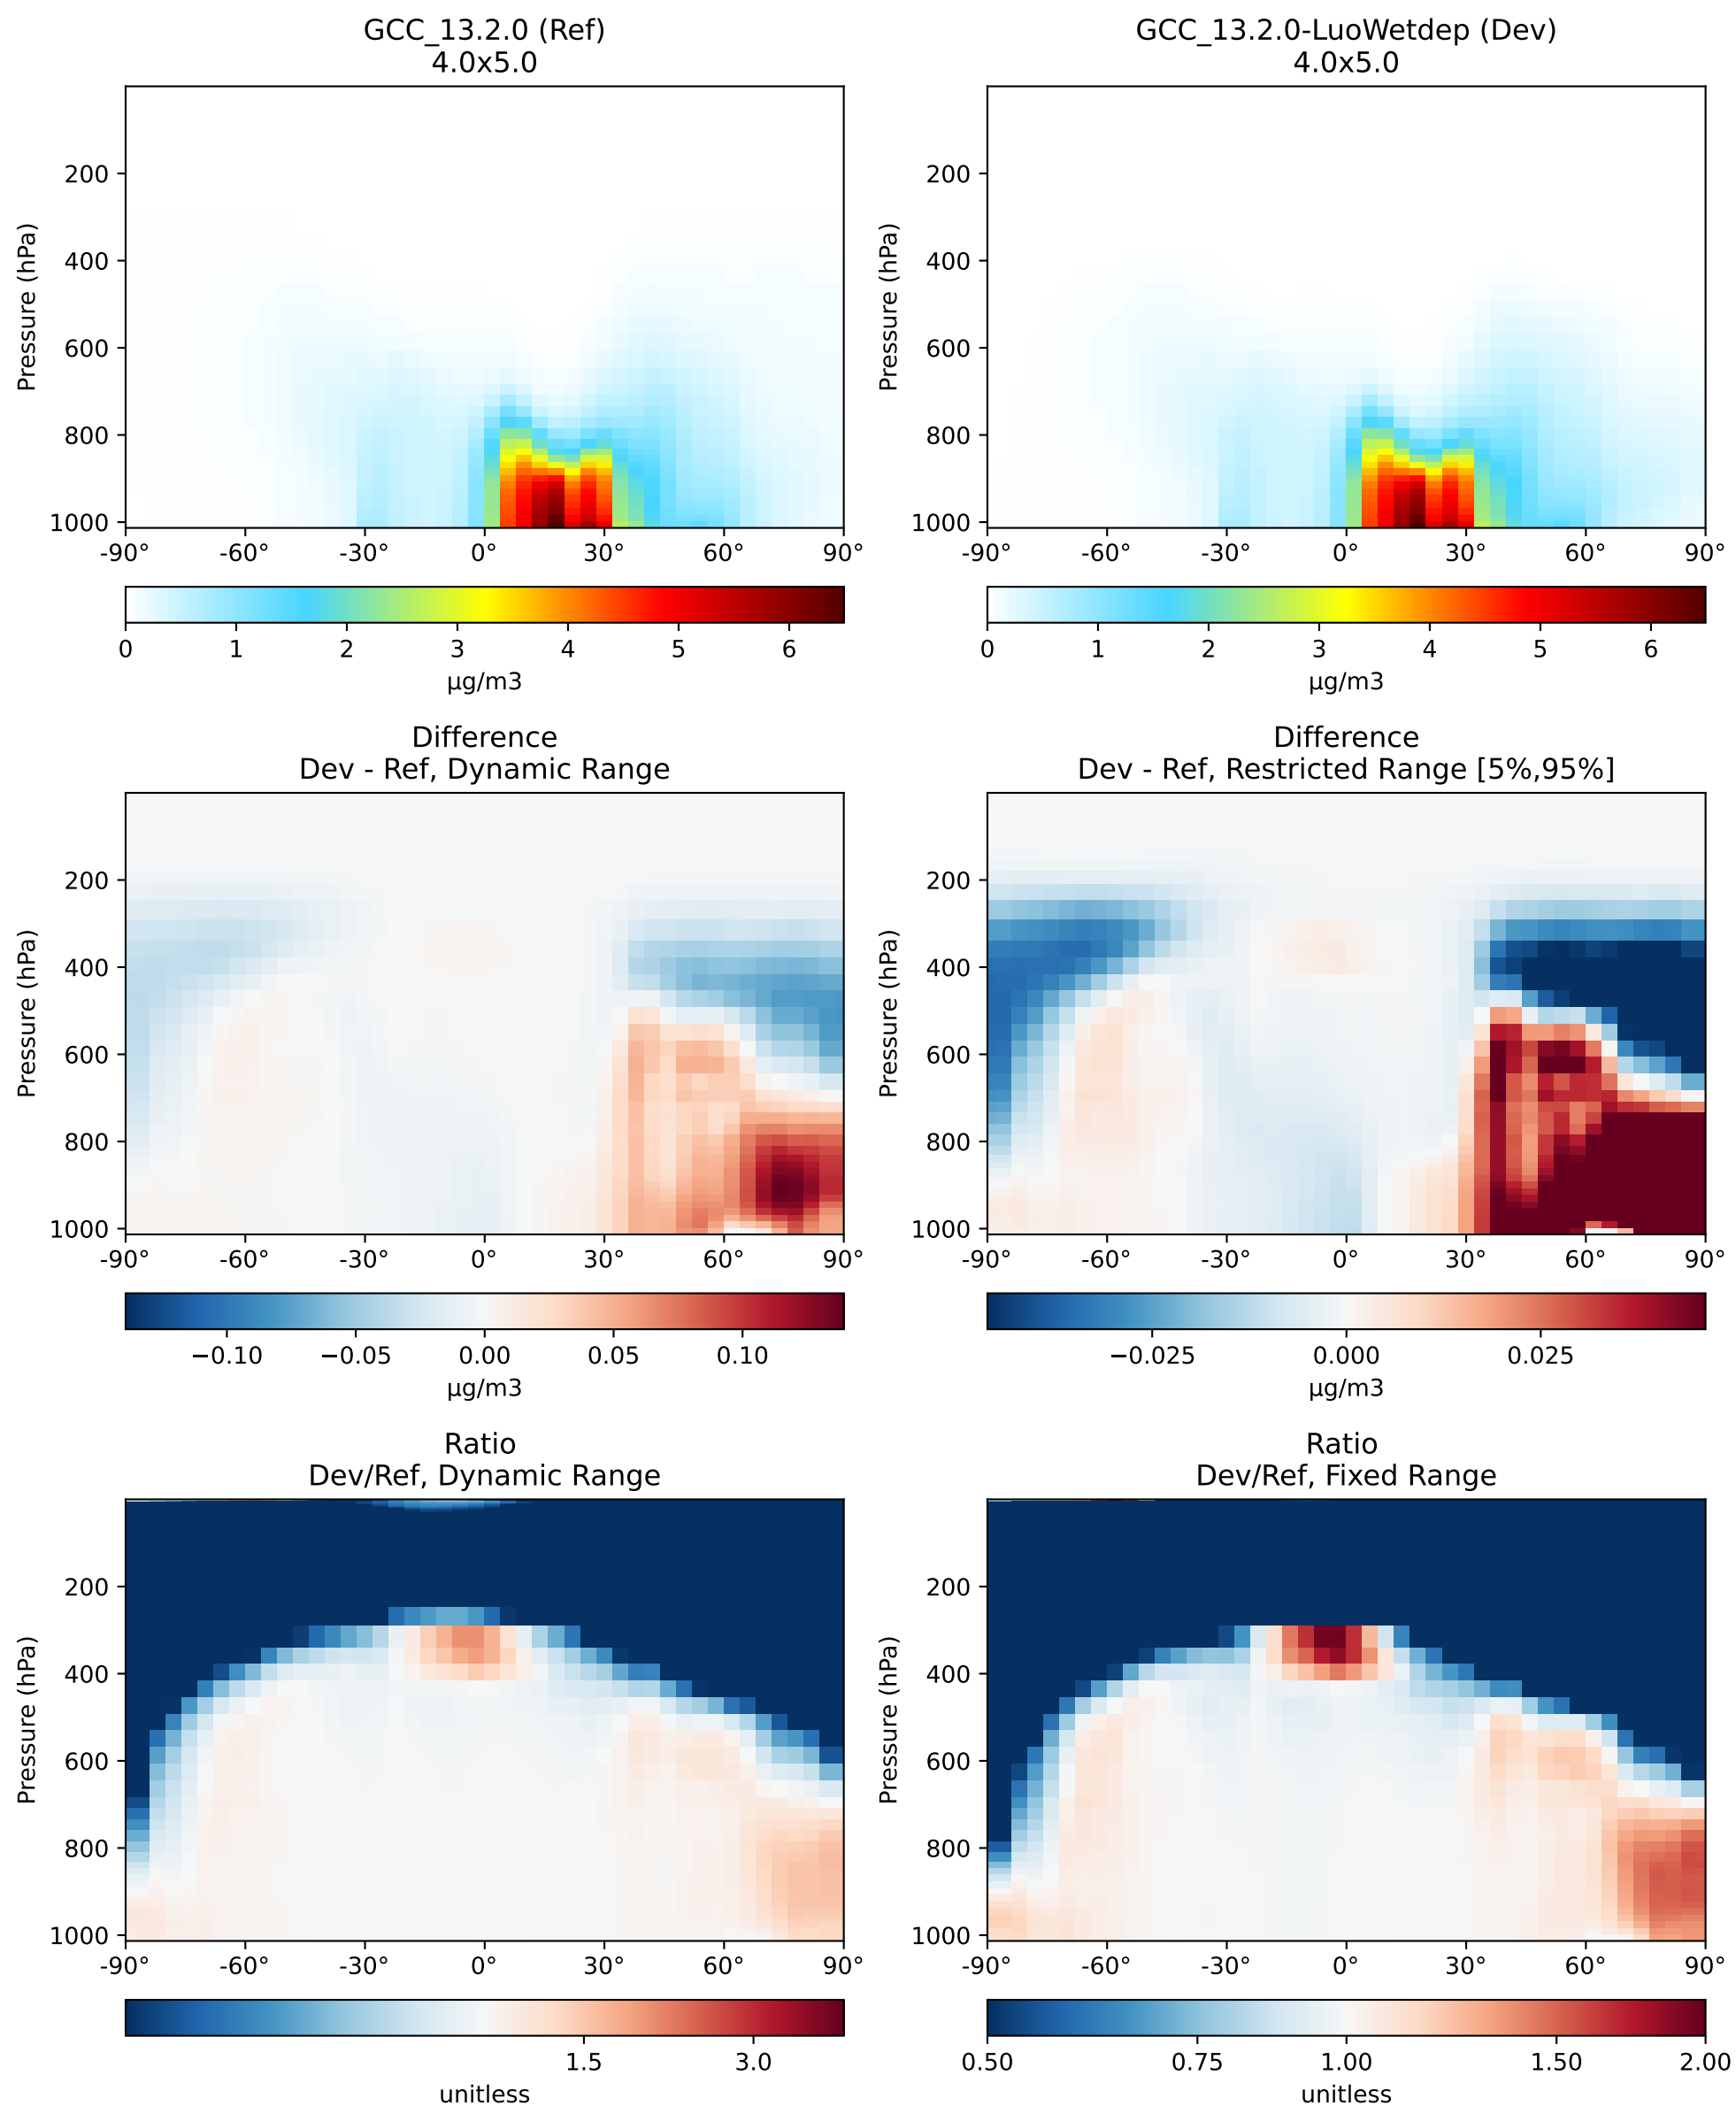 GCC_13.2.0 (Ref)
4.0x5.0
GCC_13.2.0-LuoWetdep (Dev)
4.0x5.0
Pressure (hPa)
200
400
600
800
1000
-90° -60° -30° 0° 30° 60° 90°
0 1 2 3 4 5 6
μg/m3
Pressure (hPa)
200
400
600
800
1000
-90° -60° -30° 0° 30° 60° 90°
0 1 2 3 4 5 6
μg/m3
Difference
Dev - Ref, Dynamic Range
Difference
Dev - Ref, Restricted Range [5%,95%]
Pressure (hPa)
200
400
600
800
1000
-90° -60° -30° 0° 30° 60° 90°
−0.10 −0.05 0.00 0.05 0.10
μg/m3
Pressure (hPa)
200
400
600
800
1000
-90° -60° -30° 0° 30° 60° 90°
−0.025 0.000 0.025
μg/m3
Ratio
Dev/Ref, Dynamic Range
Ratio
Dev/Ref, Fixed Range
Pressure (hPa)
200
400
600
800
1000
-90° -60° -30° 0° 30° 60° 90°
1.5 3.0
unitless
Pressure (hPa)
200
400
600
800
1000
-90° -60° -30° 0° 30° 60° 90°
0.50 0.75 1.00 1.50 2.00
unitless